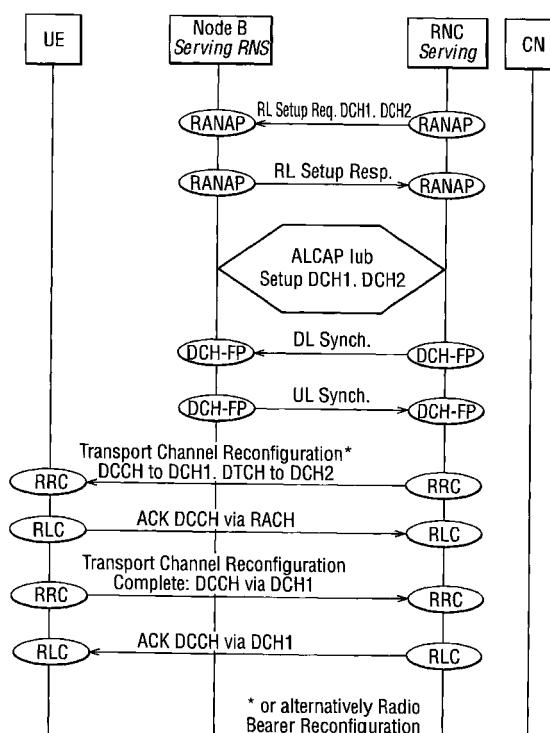 UE
Node B
Serving RNS
RNC
Serving
CN
RL Setup Req. DCH1. DCH2
RANAP
RANAP
RL Setup Resp.
RANAP
RANAP
ALCAP Iub
Setup DCH1. DCH2
DL Synch.
DCH-FP
DCH-FP
UL Synch.
DCH-FP
DCH-FP
Transport Channel Reconfiguration*
DCCH to DCH1. DTCH to DCH2
RRC
RRC
ACK DCCH via RACH
RLC
RLC
Transport Channel Reconfiguration
Complete: DCCH via DCH1
RRC
RRC
ACK DCCH via DCH1
RLC
RLC
* or alternatively Radio
Bearer Reconfiguration